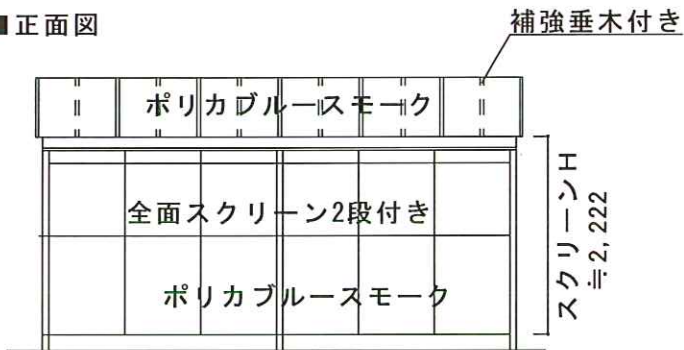 ■正面図
補強垂木付き
ポリカブルースモーク
全面スクリーン2段付き
ポリカブルースモーク
スクリーンH
≒2,222